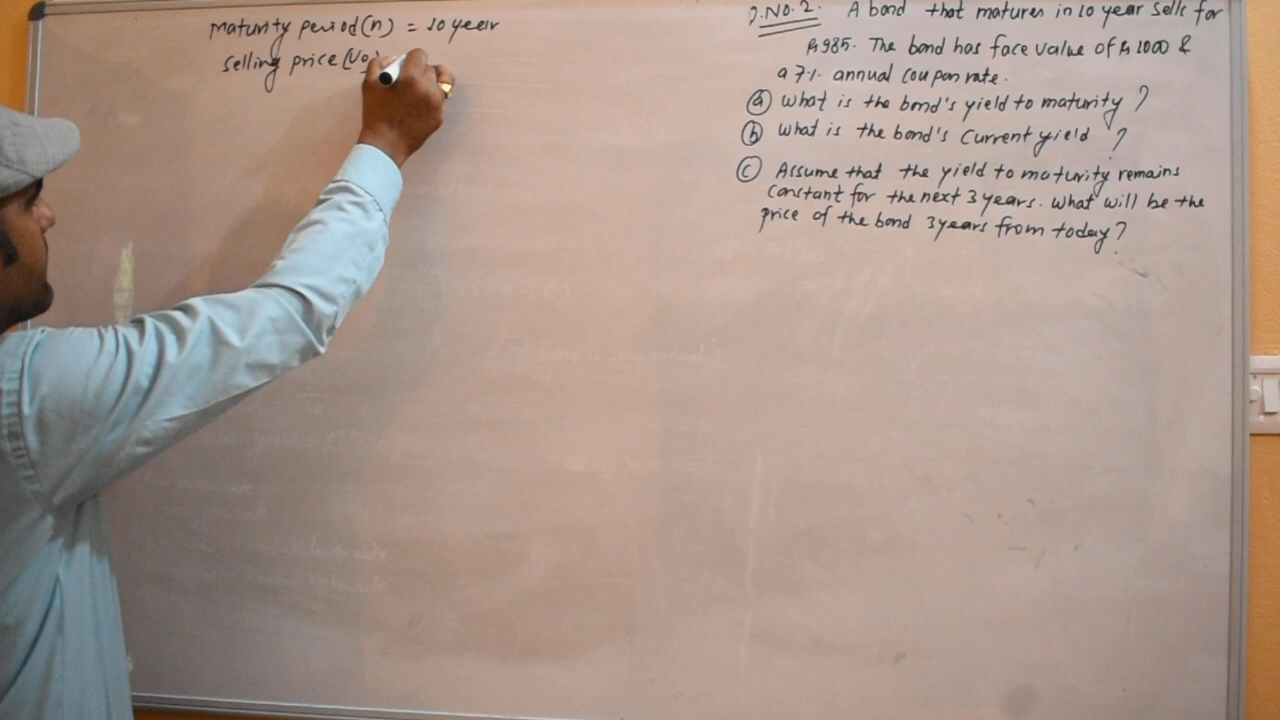 maturity period (n) = 10 year
selling price (Vo)
Q.NO.2. A bond that matures in 10 year sells for
Rs 985. The bond has face value of Rs 1000 &
a 7% annual coupon rate.
(a) What is the bond's yield to maturity ?
(b) What is the bond's current yield ?
(c) Assume that the yield to maturity remains
constant for the next 3 years. What will be the
price of the bond 3 years from today ?